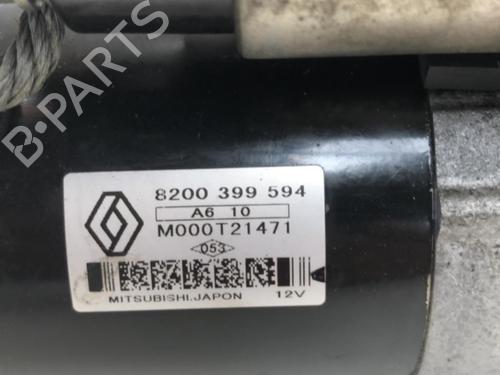 B-PARTS
8200 399 594
A6 10
M000T21471
053
MITSUBISHI.JAPON 12V